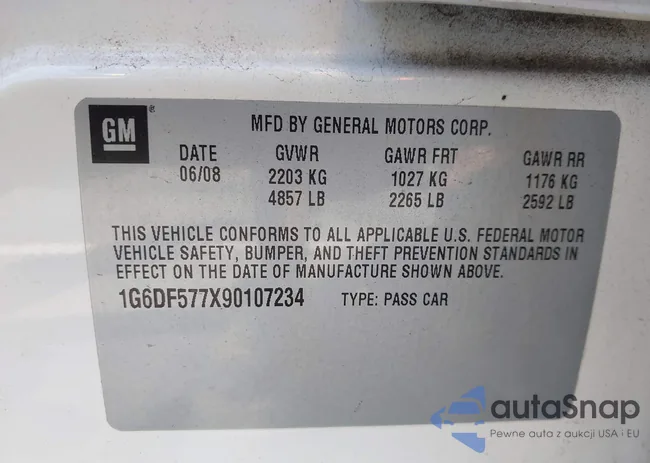 GM ® MFD BY GENERAL MOTORS CORP.
DATE GVWR GAWR FRT GAWR RR
06/08 2203 KG 1027 KG 1176 KG
4857 LB 2265 LB 2592 LB
THIS VEHICLE CONFORMS TO ALL APPLICABLE U.S. FEDERAL MOTOR
VEHICLE SAFETY, BUMPER, AND THEFT PREVENTION STANDARDS IN
EFFECT ON THE DATE OF MANUFACTURE SHOWN ABOVE.
1G6DF577X90107234 TYPE: PASS CAR
autaSnap
Pewne auta z aukcji USA i EU